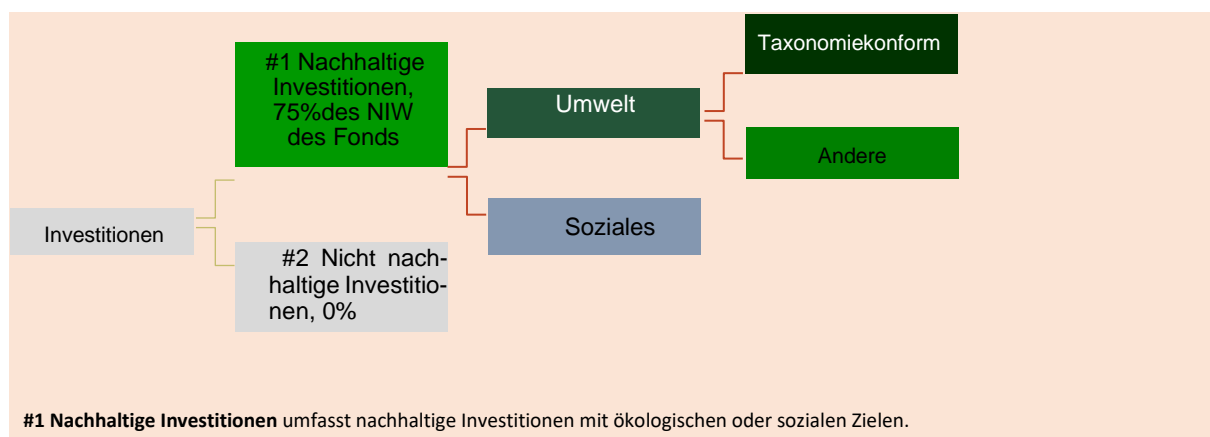 #1 Nachhaltige
Investitionen,
75%des NIW
des Fonds
Taxonomiekonform
Umwelt
Andere
Investitionen
Soziales
#2 Nicht nach-
haltige Investitio-
nen, 0%
#1 Nachhaltige Investitionen umfasst nachhaltige Investitionen mit ökologischen oder sozialen Zielen.